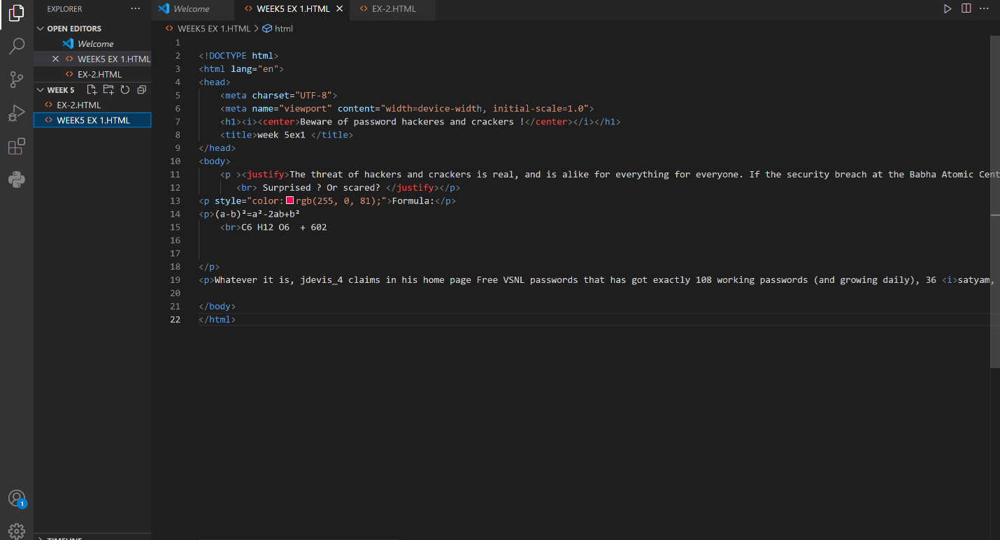 EXPLORER
OPEN EDITORS
Welcome
WEEK5 EX 1.HTML
EX-2.HTML
WEEK 5
EX-2.HTML
WEEK5 EX 1.HTML
TIMELINE
Welcome
WEEK5 EX 1.HTML
EX-2.HTML
WEEK5 EX 1.HTML > html
1
2 <!DOCTYPE html>
3 <html lang="en">
4 <head>
5 <meta charset="UTF-8">
6 <meta name="viewport" content="width=device-width, initial-scale=1.0">
7 <h1><i><center>Beware of password hackeres and crackers !</center></i></h1>
8 <title>week 5ex1 </title>
9 </head>
10 <body>
11 <p ><justify>The threat of hackers and crackers is real, and is alike for everything for everyone. If the security breach at the Babha Atomic Cent
12 <br> Surprised ? Or scared? </justify></p>
13 <p style="color:rgb(255, 0, 81);">Formula:</p>
14 <p>(a-b)²=a²-2ab+b²
15 <br>C6 H12 O6  + 602
16
17
18 </p>
19 <p>Whatever it is, jdevis_4 claims in his home page Free VSNL passwords that has got exactly 108 working passwords (and growing daily), 36 <i>satyam,
20
21 </body>
22 </html>
1